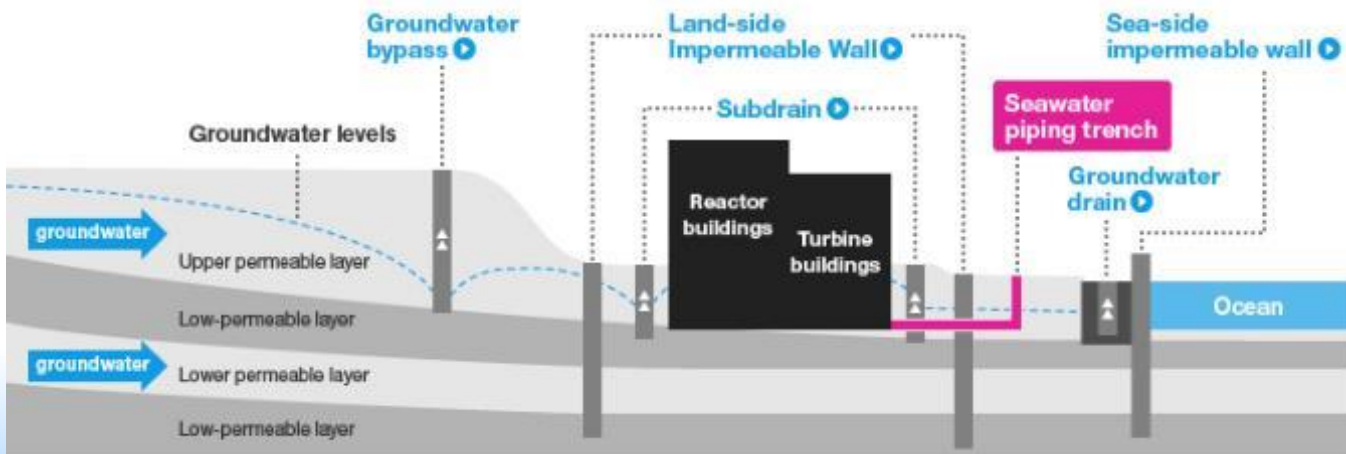 Groundwater
bypass
Land-side
Impermeable Wall
Sea-side
impermeable wall
Subdrain
Seawater
piping trench
Groundwater levels
Groundwater
drain
Reactor
buildings
groundwater
Turbine
buildings
Upper permeable layer
Ocean
Low-permeable layer
groundwater
Lower permeable layer
Low-permeable layer